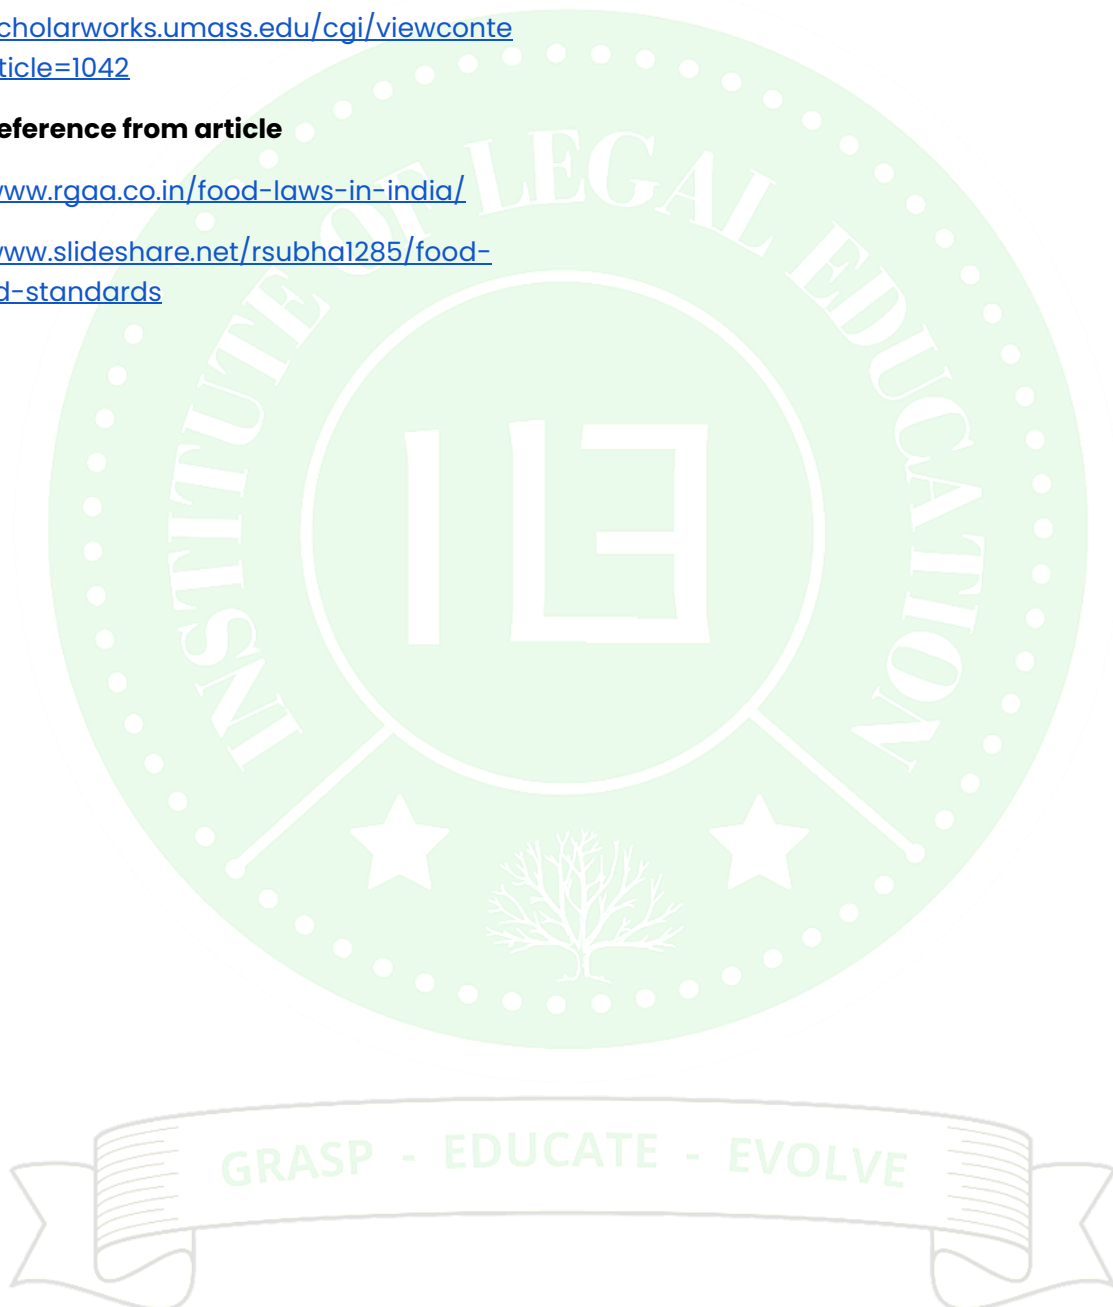 cholarworks.umass.edu/cgi/viewconte
ticle=1042
eference from article
www.rgaa.co.in/food-laws-in-india/
www.slideshare.net/rsubha1285/food-
d-standards
INSTITUTE OF LEGAL EDUCATION
ILE
GRASP - EDUCATE - EVOLVE